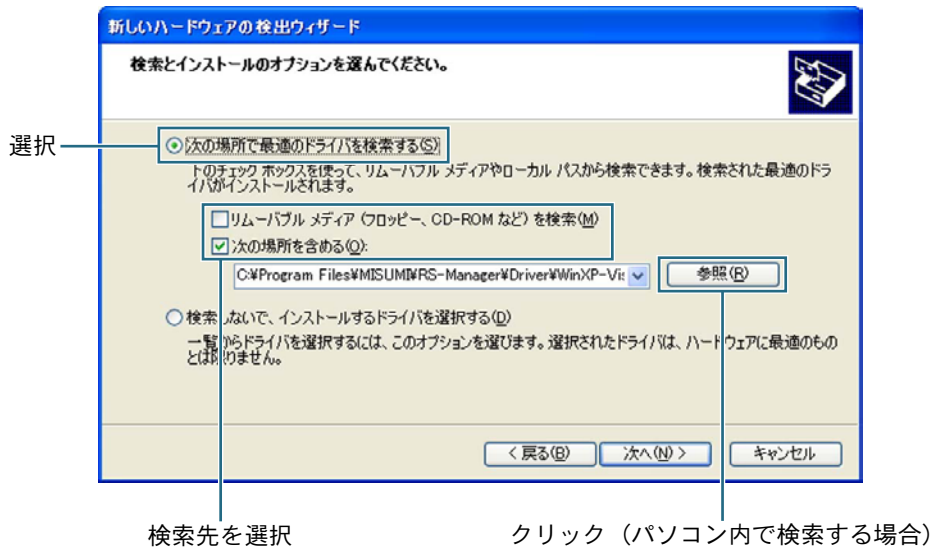 新しいハードウェアの検出ウィザード
検索とインストールのオプションを選んでください。
選択
次の場所で最適のドライバを検索する(S)
下のチェック ボックスを使って、リムーバブル メディアやローカル パスから検索できます。検索された最適のドラ
イバがインストールされます。
リムーバブル メディア (フロッピー、CD-ROM など) を検索(M)
次の場所を含める(O):
C:¥Program Files¥MISUMI¥RS-Manager¥Driver¥WinXP-Vis
参照(R)
検索しないで、インストールするドライバを選択する(D)
一覧からドライバを選択するには、このオプションを選びます。選択されたドライバは、ハードウェアに最適のもの
とは限りません。
< 戻る(B)
次へ(N) >
キャンセル
検索先を選択
クリック（パソコン内で検索する場合）